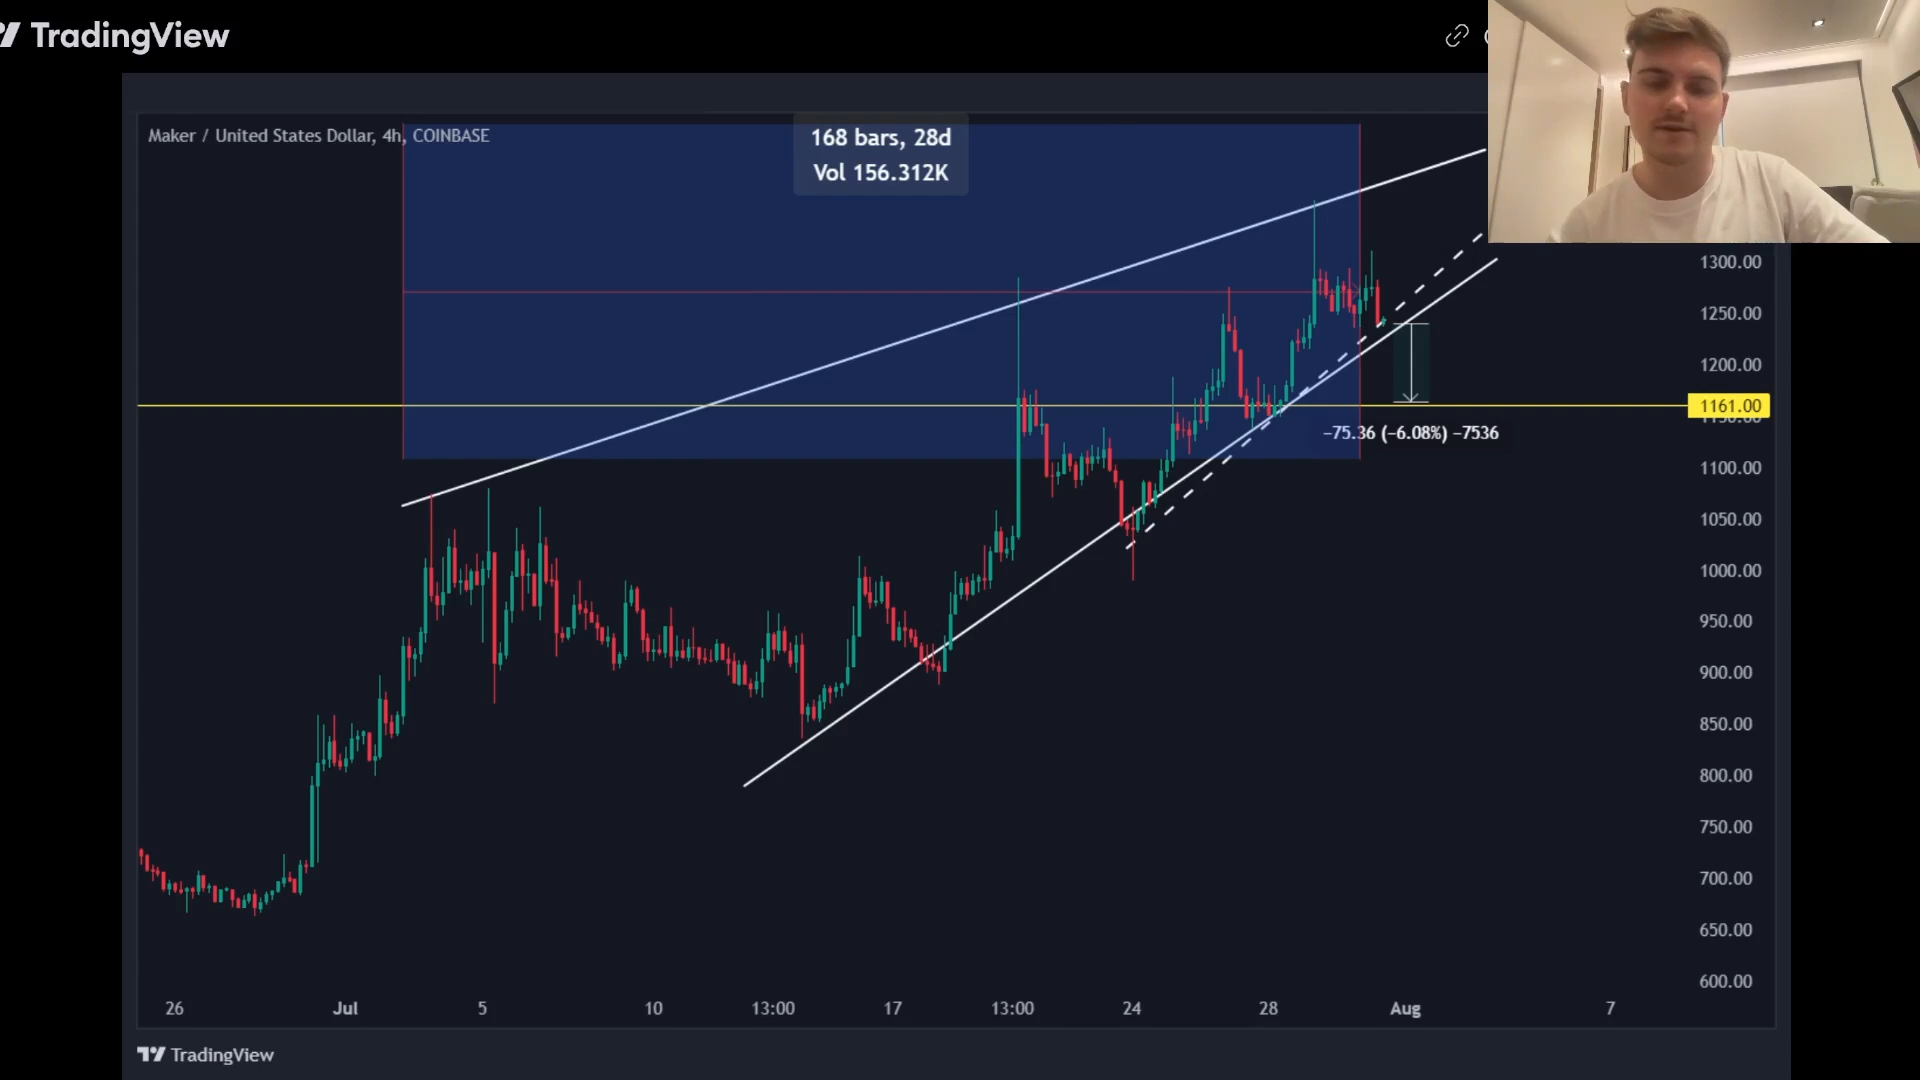 TradingView
Maker / United States Dollar, 4h, COINBASE
168 bars, 28d
Vol 156.312K
1300.00
1250.00
1200.00
1161.00
−75.36 (−6.08%) −7536
1100.00
1050.00
1000.00
950.00
900.00
850.00
800.00
750.00
700.00
650.00
600.00
26 Jul 5 10 13:00 17 13:00 24 28 Aug 7
TradingView